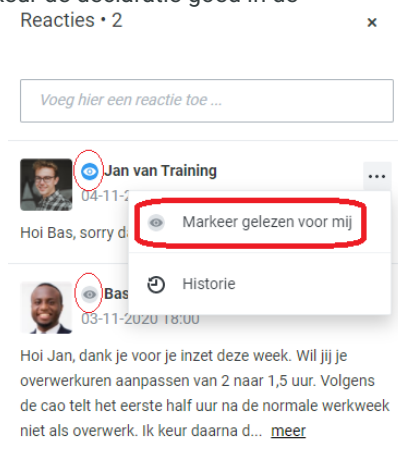 Reacties • 2
×
Voeg hier een reactie toe ...
Jan van Training
...
04-11-2
Markeer gelezen voor mij
Hoi Bas, sorry d
Historie
Bas
03-11-2020 18:00
Hoi Jan, dank je voor je inzet deze week. Wil jij je
overwerkuren aanpassen van 2 naar 1,5 uur. Volgens
de cao telt het eerste half uur na de normale werkweek
niet als overwerk. Ik keur daarna d... meer